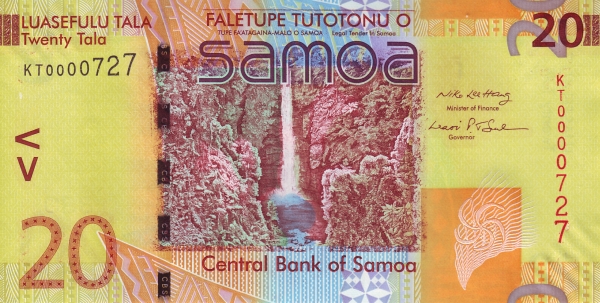 LUASEFULU TALA
Twenty Tala
FALETUPE TUTOTONU O
TUPE FAATAGAINA-MALO O SAMOA Legal Tender In Samoa
samoa
20
KT0000727
Minister of Finance
Governor
KT0000727
20
Central Bank of Samoa
CBS